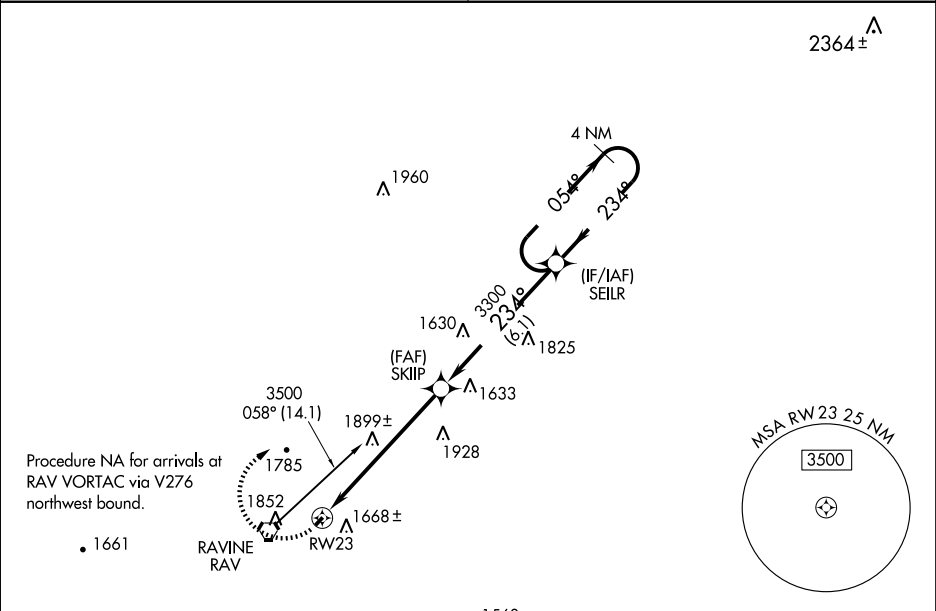 2364±
4 NM
1960
054°
234°
(IF/IAF)
SEILR
3300
234°
(6.1)
1630
1825
(FAF)
SKIIP
1633
3500
058° (14.1)
1899±
1928
MSA RW 23 25 NM
3500
Procedure NA for arrivals at
RAV VORTAC via V276
northwest bound.
1785
1852
1668±
1661
RAVINE
RAV
RW23